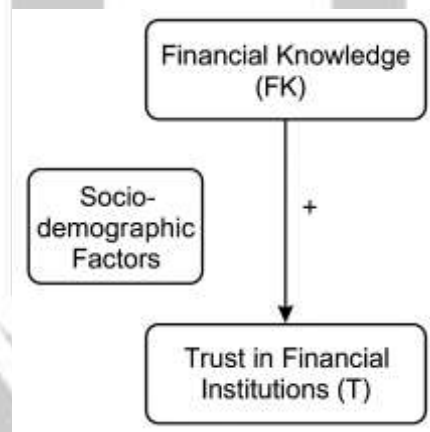 Financial Knowledge
(FK)
Socio-
demographic
Factors
+
Trust in Financial
Institutions (T)